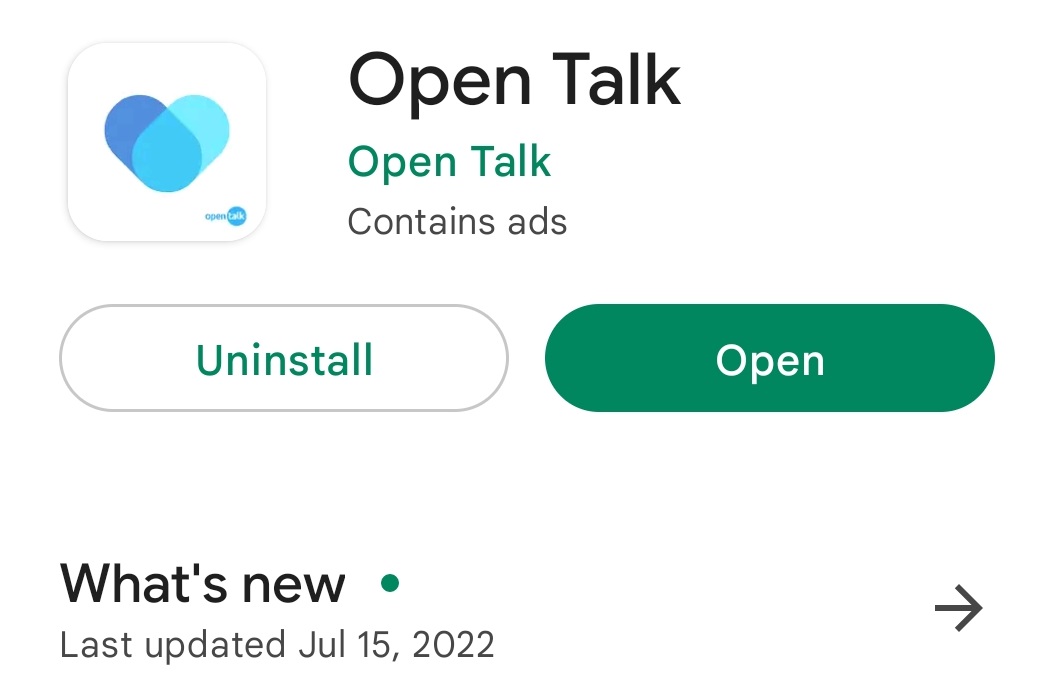 Open Talk
Open Talk
Contains ads
open talk
Uninstall
Open
What's new
Last updated Jul 15, 2022